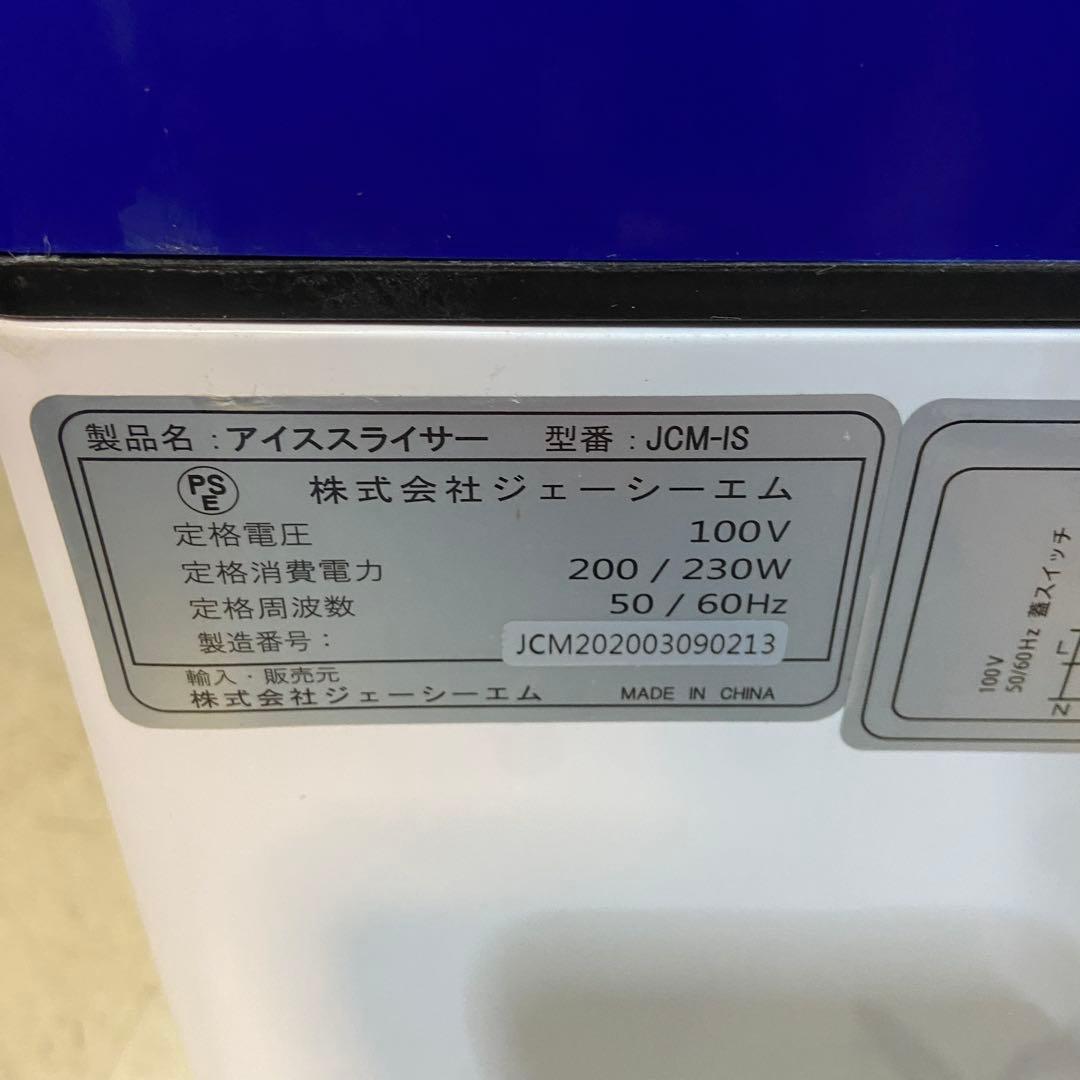 製品名 : アイススライサー 型番 : JCM-IS
PSE 株式会社ジェーシーエム
定格電圧 100V
定格消費電力 200 / 230W
定格周波数 50 / 60Hz
製造番号 : JCM202003090213
輸入・販売元
株式会社ジェーシーエム MADE IN CHINA
100V
50/60Hz 蓋スイッチ
N